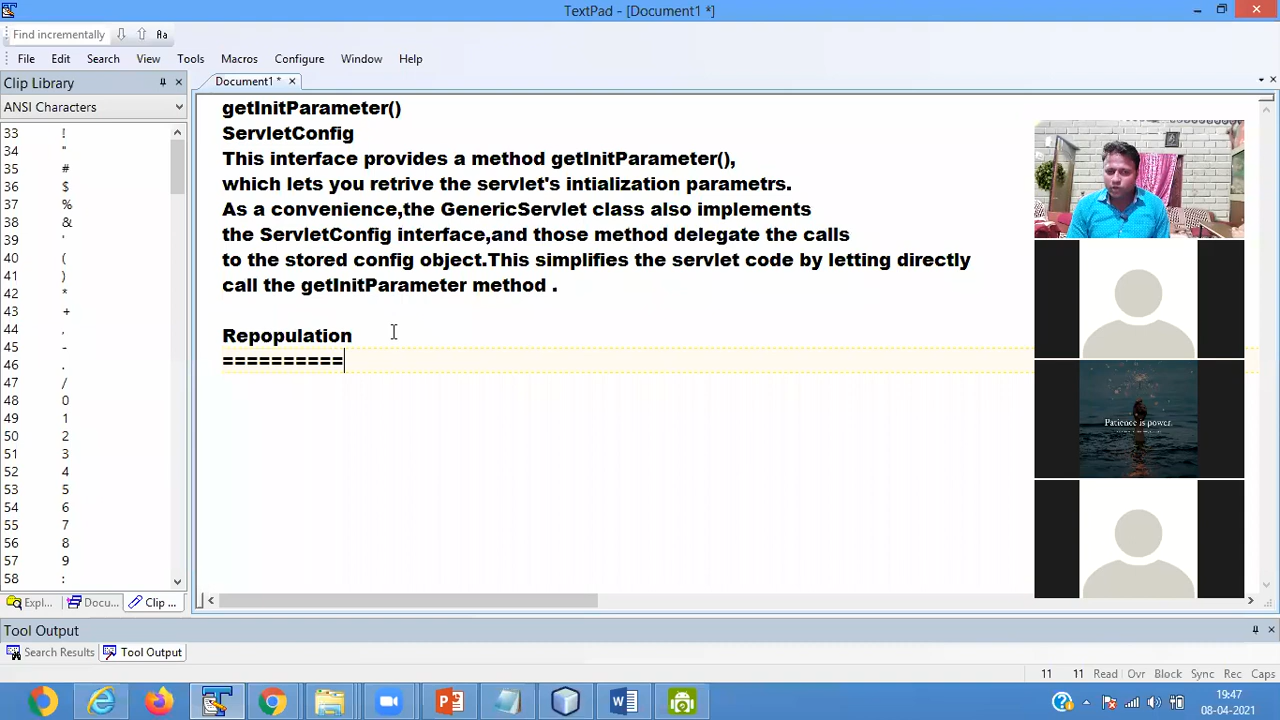 TextPad - [Document1 *]
Find incrementally
Aa
File Edit Search View Tools Macros Configure Window Help
Clip Library
Document1 *
ANSI Characters
33 !
34 "
35 #
36 $
37 %
38 &
39 '
40 (
41 )
42 *
43 +
44 ,
45 -
46 .
47 /
48 0
49 1
50 2
51 3
52 4
53 5
54 6
55 7
56 8
57 9
58 :
getInitParameter()
ServletConfig
This interface provides a method getInitParameter(),
which lets you retrive the servlet's intialization parametrs.
As a convenience,the GenericServlet class also implements
the ServletConfig interface,and those method delegate the calls
to the stored config object.This simplifies the servlet code by letting directly
call the getInitParameter method .
Repopulation
==========
Patience is power.
Expl... Docu... Clip ...
Tool Output
Search Results Tool Output
11 11 Read Ovr Block Sync Rec Caps
19:47
08-04-2021